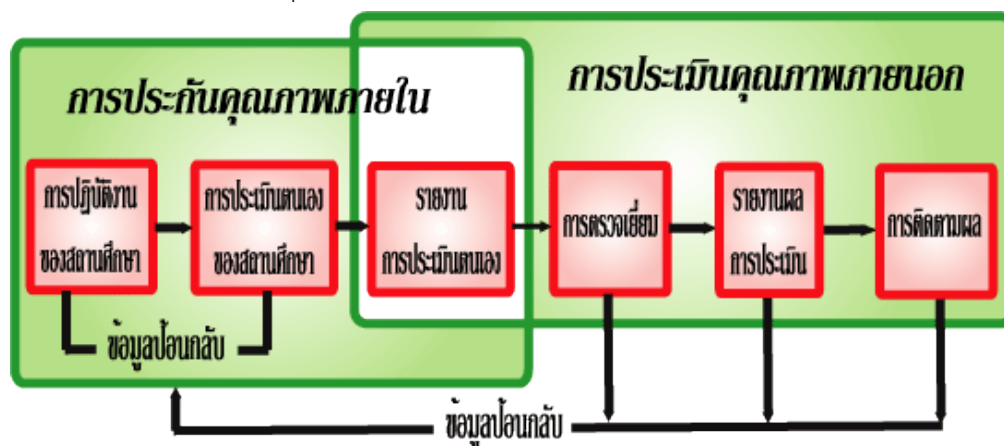 การประกันคุณภาพภายใน
การประเมินคุณภาพภายนอก
การปฏิบัติงาน
ของสถานศึกษา
การประเมินตนเอง
ของสถานศึกษา
รายงาน
การประเมินตนเอง
การตรวจเยี่ยม
รายงานผล
การประเมิน
การติดตามผล
ข้อมูลป้อนกลับ
ข้อมูลป้อนกลับ